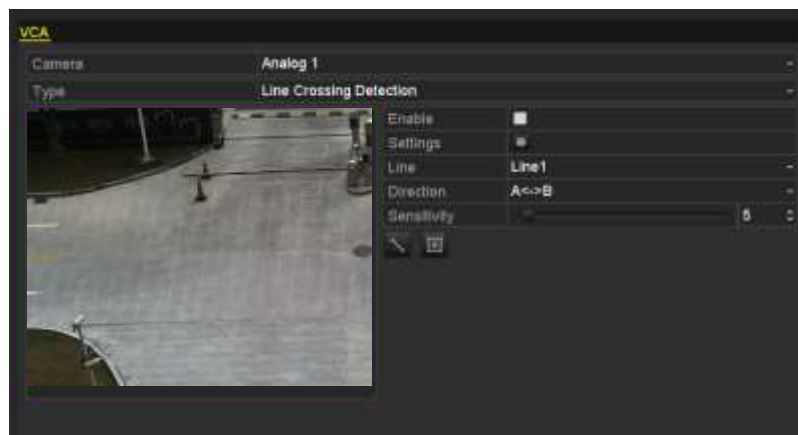 VCA
Camera Analog 1
Type Line Crossing Detection
Enable
Settings
Line Line1
Direction A<->B
Sensitivity 5